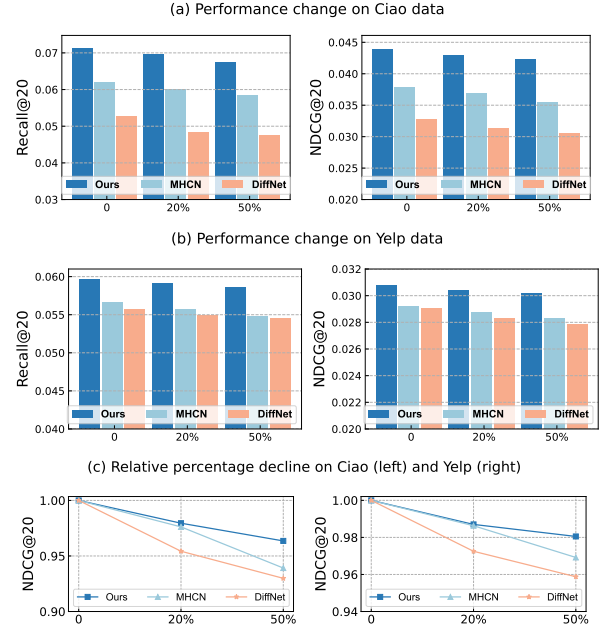 (a) Performance change on Ciao data
Recall@20
0.07
0.06
0.05
0.04
0.03
Ours MHCN DiffNet
0 20% 50%
NDCG@20
0.045
0.040
0.035
0.030
0.025
0.020
Ours MHCN DiffNet
0 20% 50%
(b) Performance change on Yelp data
Recall@20
0.060
0.055
0.050
0.045
0.040
Ours MHCN DiffNet
0 20% 50%
NDCG@20
0.032
0.030
0.028
0.026
0.024
0.022
0.020
Ours MHCN DiffNet
0 20% 50%
(c) Relative percentage decline on Ciao (left) and Yelp (right)
NDCG@20
1.00
0.95
0.90
Ours MHCN DiffNet
0 20% 50%
NDCG@20
1.00
0.98
0.96
0.94
Ours MHCN DiffNet
0 20% 50%